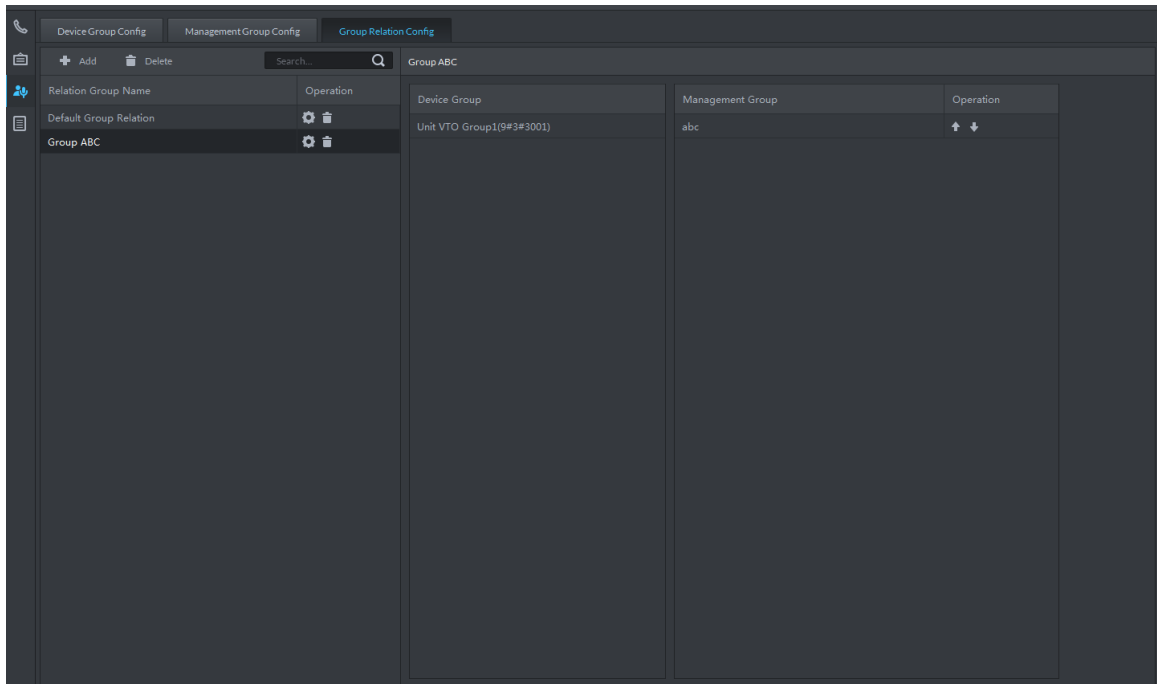 Device Group Config Management Group Config Group Relation Config
Add Delete Search... Group ABC
Relation Group Name Operation Device Group Management Group Operation
Default Group Relation Unit VTO Group1(9#3#3001) abc
Group ABC